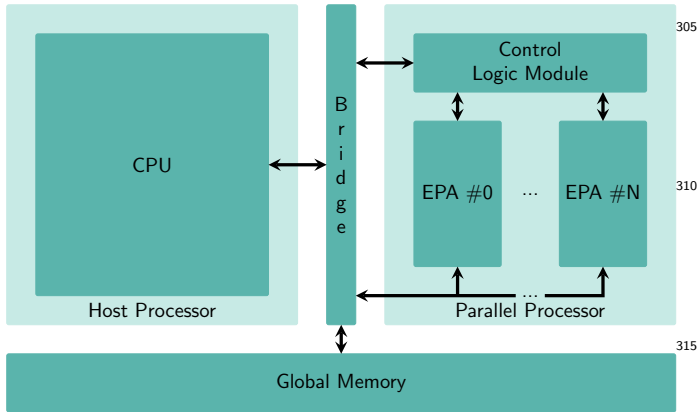 305
Control
Logic Module
B
r
i
d
g
e
CPU
EPA #0
...
EPA #N
310
...
Host Processor
Parallel Processor
315
Global Memory